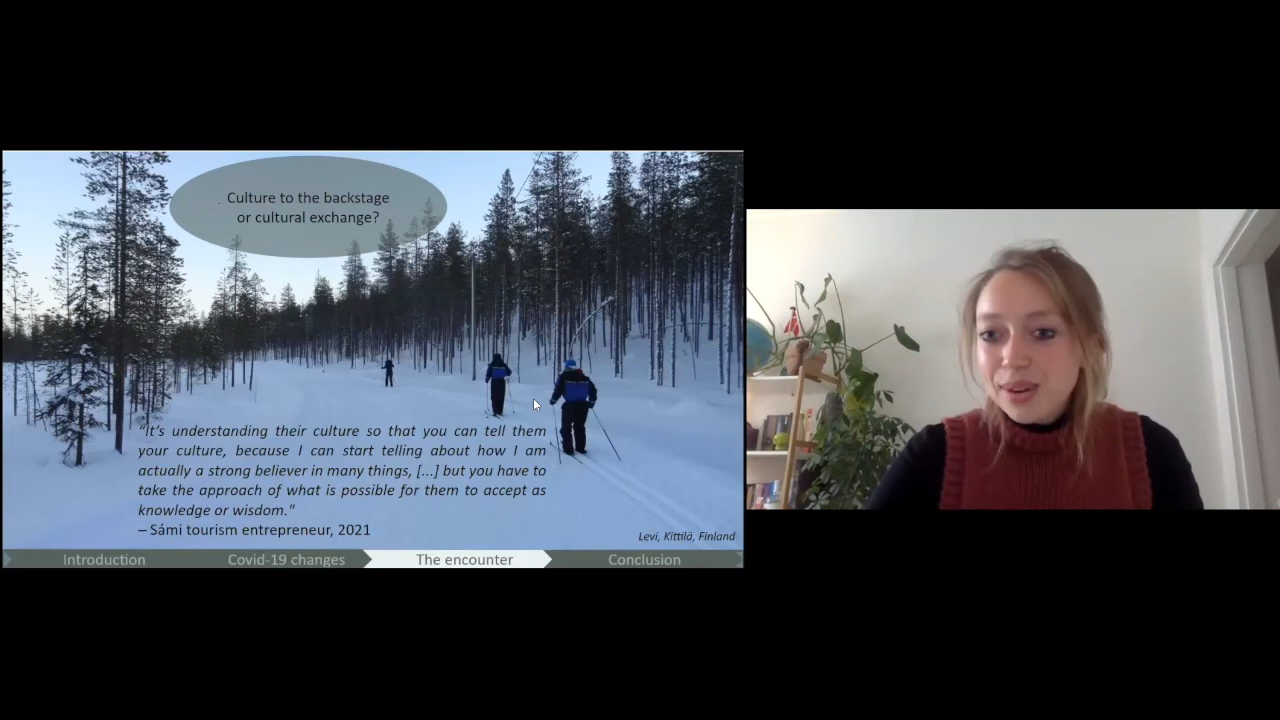 Culture to the backstage
or cultural exchange?
"It's understanding their culture so that you can tell them
your culture, because I can start telling about how I am
actually a strong believer in many things, [...] but you have to
take the approach of what is possible for them to accept as
knowledge or wisdom."
– Sámi tourism entrepreneur, 2021
Levi, Kittilä, Finland
Introduction
Covid-19 changes
The encounter
Conclusion